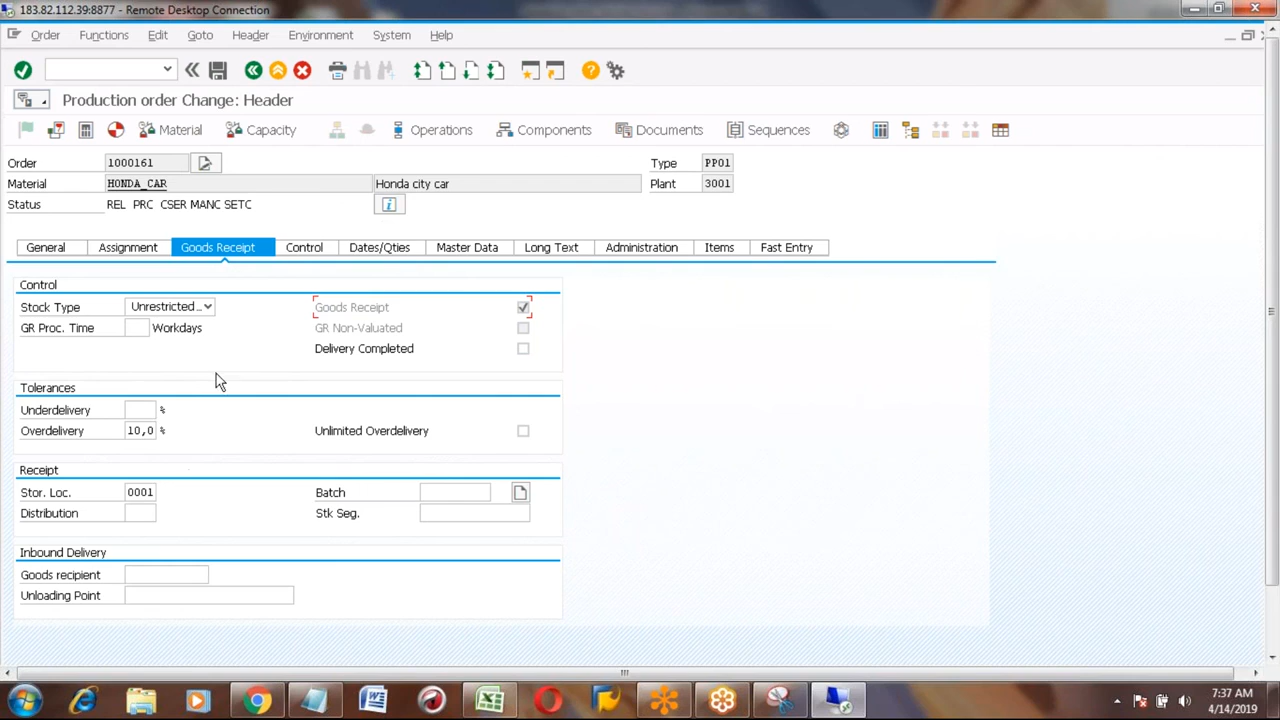 183.82.112.39:8877 - Remote Desktop Connection
Order Functions Edit Goto Header Environment System Help
Production order Change: Header
Material Capacity Operations Components Documents Sequences
Order 1000161 Type PP01
Material HONDA_CAR Honda city car Plant 3001
Status REL PRC CSER MANC SETC
General Assignment Goods Receipt Control Dates/Qties Master Data Long Text Administration Items Fast Entry
Control
Stock Type Unrestricted... Goods Receipt
GR Proc. Time Workdays GR Non-Valuated
Delivery Completed
Tolerances
Underdelivery %
Overdelivery 10,0 % Unlimited Overdelivery
Receipt
Stor. Loc. 0001 Batch
Distribution Stk Seg.
Inbound Delivery
Goods recipient
Unloading Point
7:37 AM
4/14/2019